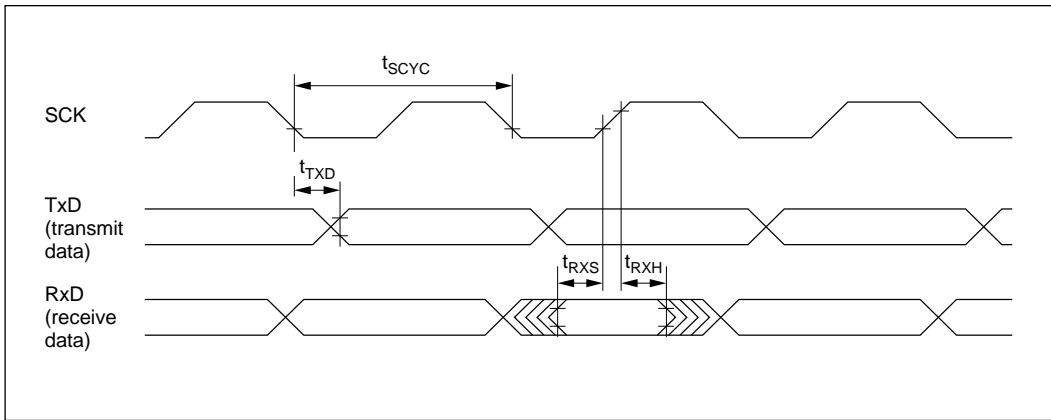 tSCYC
SCK
tTXD
TxD
(transmit
data)
tRXS
tRXH
RxD
(receive
data)